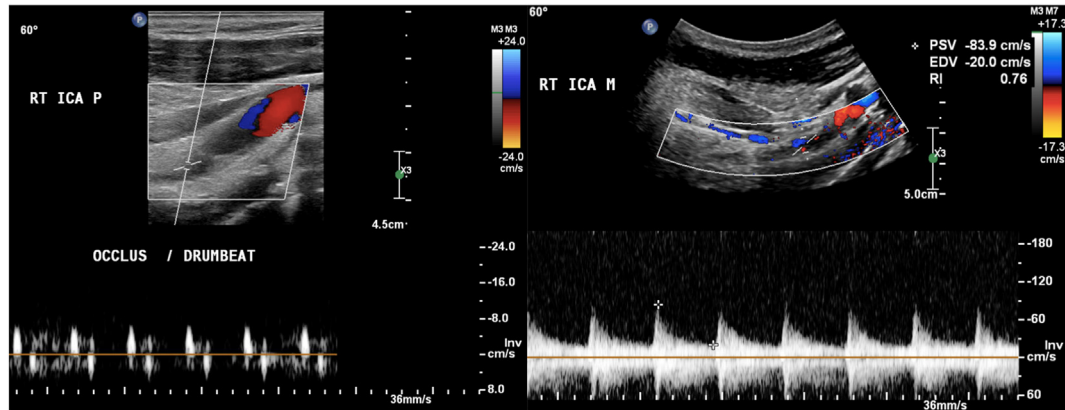 60°
P
M3 M3
+24.0
RT ICA P
-24.0
cm/s
X3
4.5cm
OCCLUS / DRUMBEAT
-24.0
-16.0
-8.0
Inv
cm/s
8.0
36mm/s
60°
P
M3 M7
+17.3
PSV -83.9 cm/s
EDV -20.0 cm/s
RI 0.76
RT ICA M
-17.3
cm/s
X3
5.0cm
-180
-120
-60
Inv
cm/s
60
36mm/s